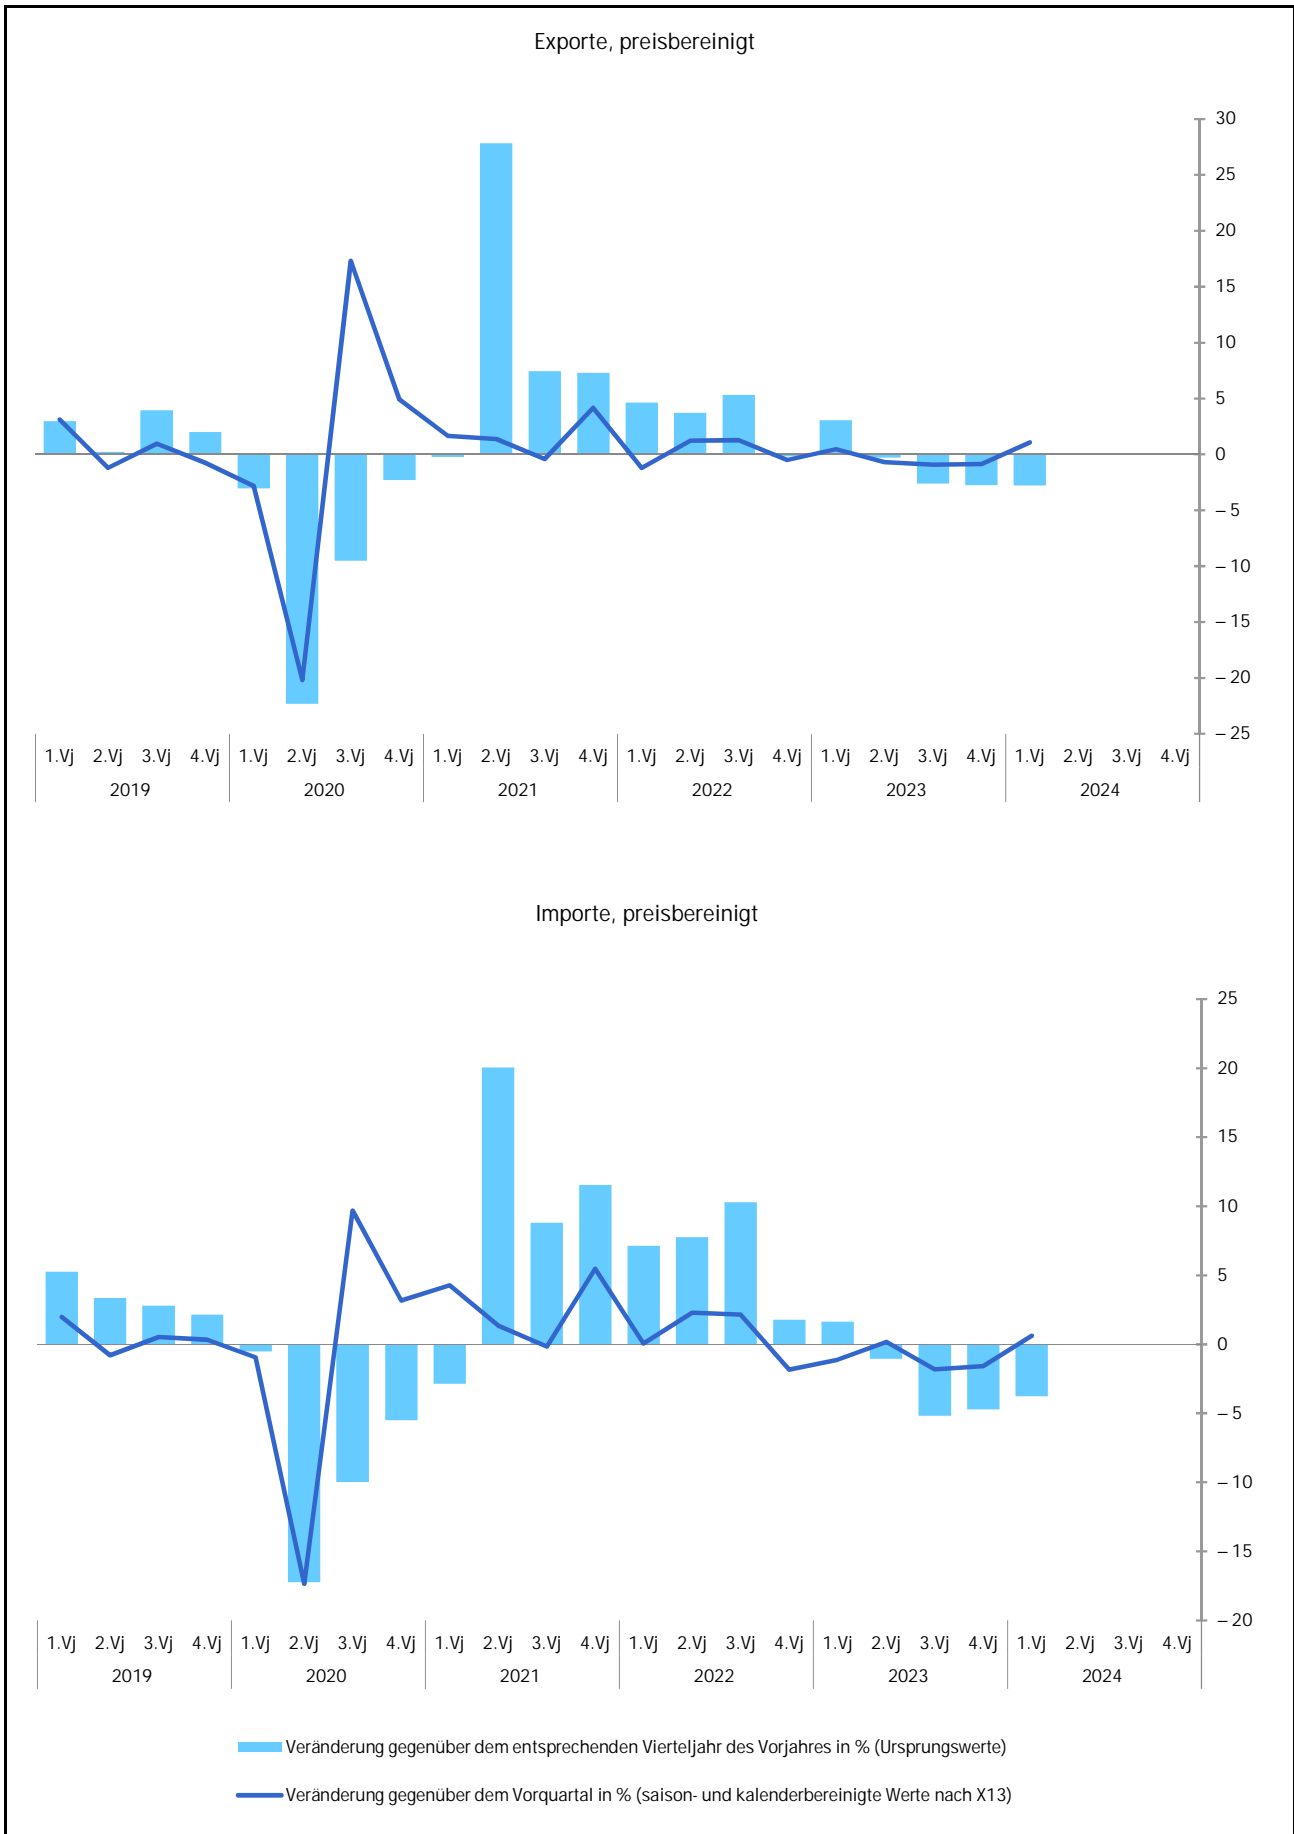 Exporte, preisbereinigt
30
25
20
15
10
5
0
– 5
– 10
– 15
– 20
– 25
1.Vj 2.Vj 3.Vj 4.Vj 1.Vj 2.Vj 3.Vj 4.Vj 1.Vj 2.Vj 3.Vj 4.Vj 1.Vj 2.Vj 3.Vj 4.Vj 1.Vj 2.Vj 3.Vj 4.Vj 1.Vj 2.Vj 3.Vj 4.Vj
2019 2020 2021 2022 2023 2024
Importe, preisbereinigt
25
20
15
10
5
0
– 5
– 10
– 15
– 20
1.Vj 2.Vj 3.Vj 4.Vj 1.Vj 2.Vj 3.Vj 4.Vj 1.Vj 2.Vj 3.Vj 4.Vj 1.Vj 2.Vj 3.Vj 4.Vj 1.Vj 2.Vj 3.Vj 4.Vj 1.Vj 2.Vj 3.Vj 4.Vj
2019 2020 2021 2022 2023 2024
Veränderung gegenüber dem entsprechenden Vierteljahr des Vorjahres in % (Ursprungswerte)
Veränderung gegenüber dem Vorquartal in % (saison- und kalenderbereinigte Werte nach X13)